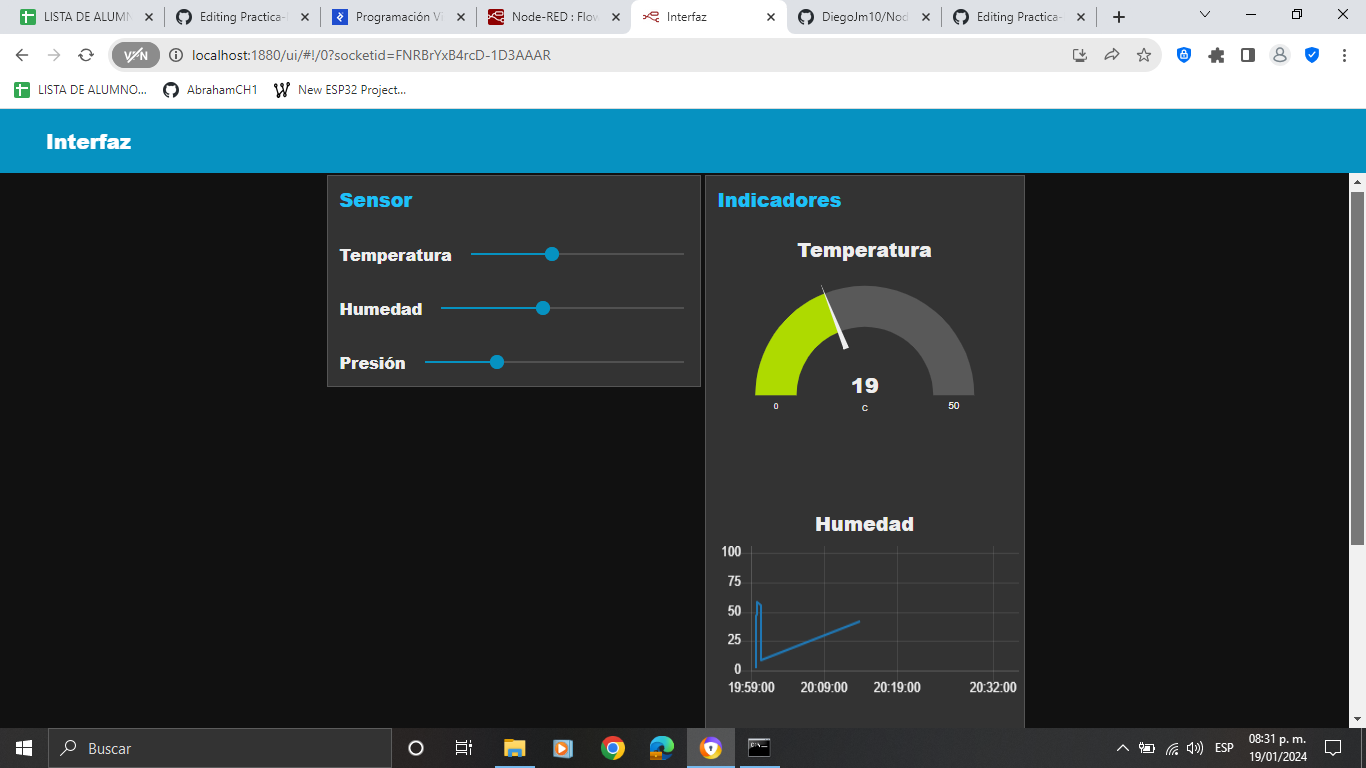 LISTA DE ALUMN
Editing Practica-
Programación Vi
Node-RED : Flow
Interfaz
DiegoJm10/Nod
Editing Practica-
VPN
localhost:1880/ui/#!/0?socketid=FNRBrYxB4rcD-1D3AAAR
LISTA DE ALUMNO...
AbrahamCH1
New ESP32 Project...
Interfaz
Sensor
Temperatura
Humedad
Presión
Indicadores
Temperatura
19
C
0
50
Humedad
100
75
50
25
0
19:59:00
20:09:00
20:19:00
20:32:00
Buscar
ESP
08:31 p. m.
19/01/2024